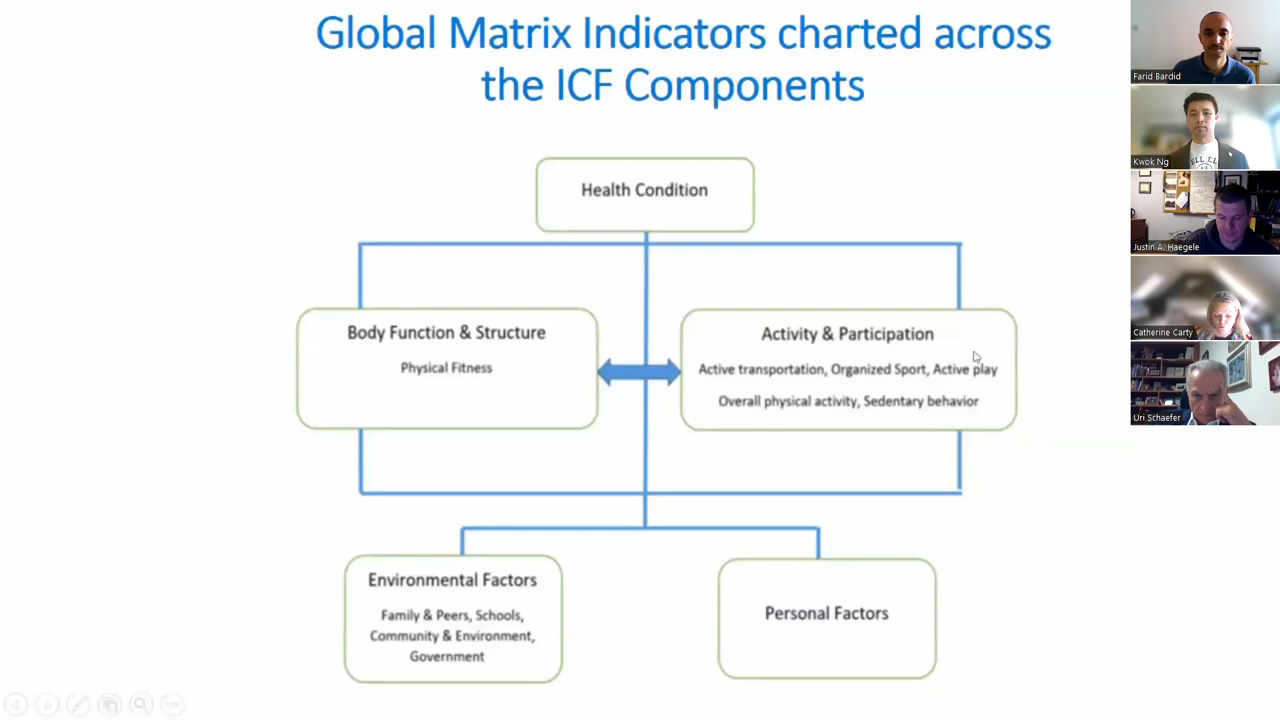 Global Matrix Indicators charted across
the ICF Components
Health Condition
Body Function & Structure
Physical Fitness
Activity & Participation
Active transportation, Organized Sport, Active play
Overall physical activity, Sedentary behavior
Environmental Factors
Family & Peers, Schools,
Community & Environment,
Government
Personal Factors
Farid Bardid
Kwok Ng
Justin A. Haegele
Catherine Carty
Uri Schaefer